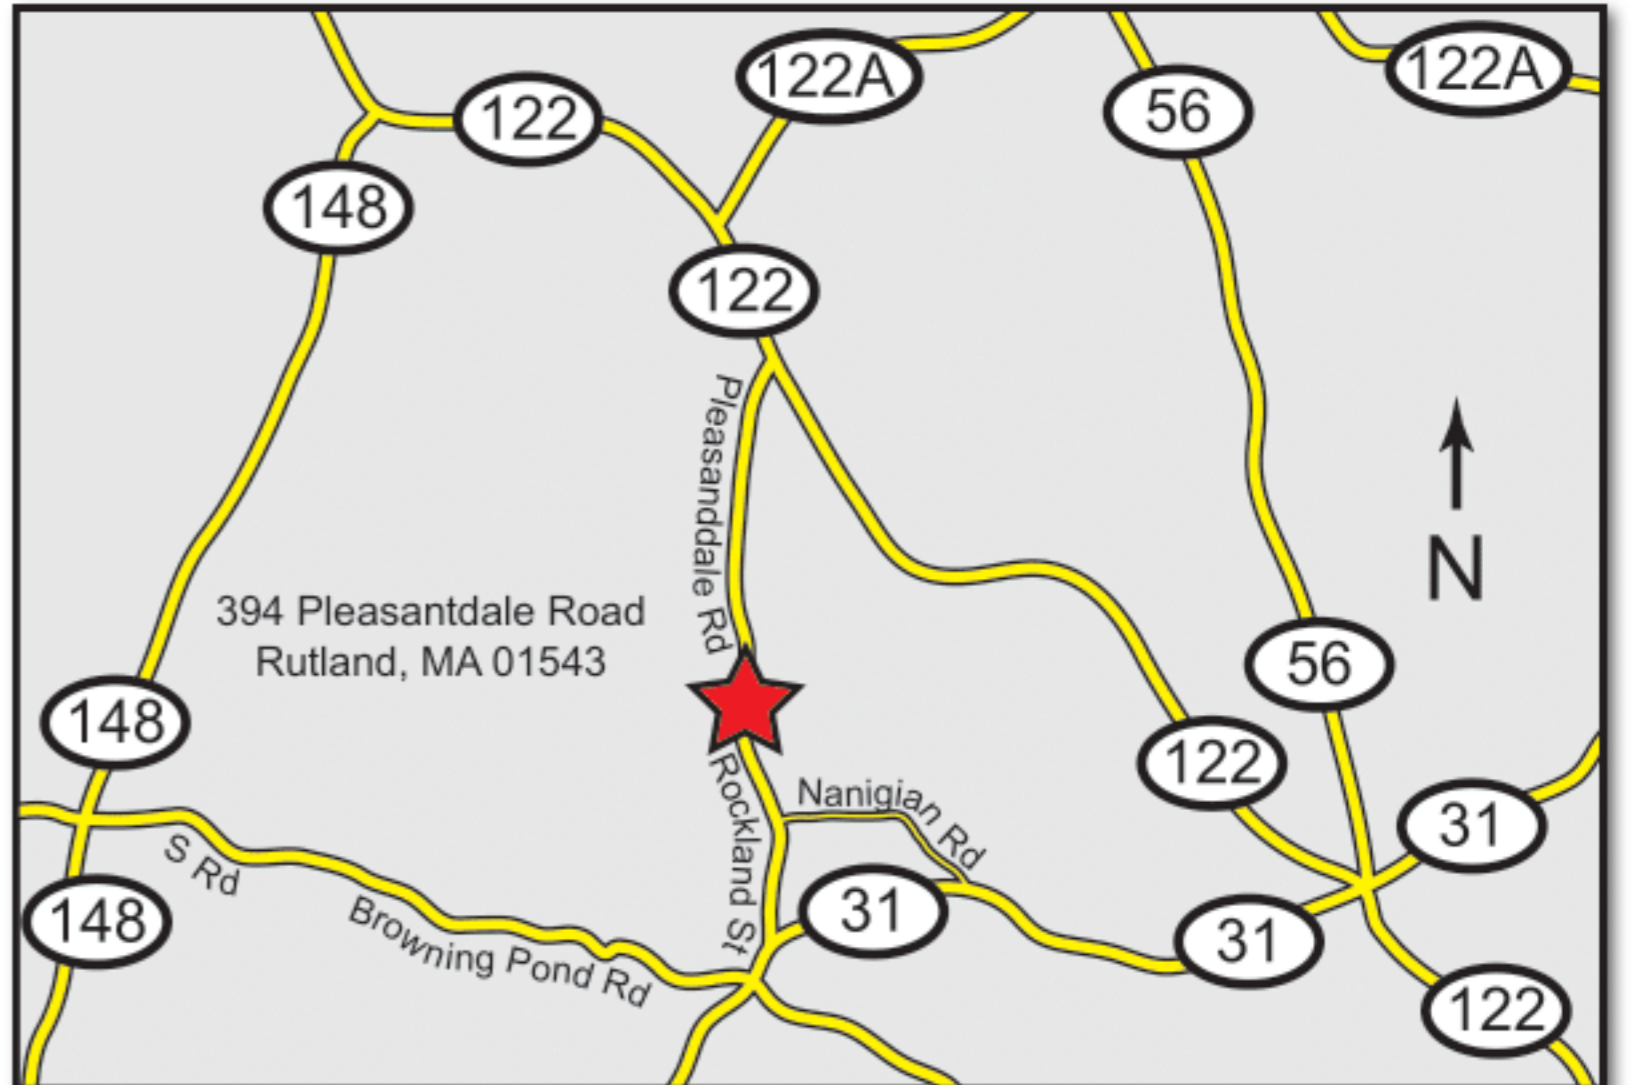 122A
122A
56
122
148
122
Pleasanddale Rd
N
394 Pleasantdale Road
Rutland, MA 01543
56
148
122
Rockland St
Nanigian Rd
31
S Rd
148
Browning Pond Rd
31
31
122